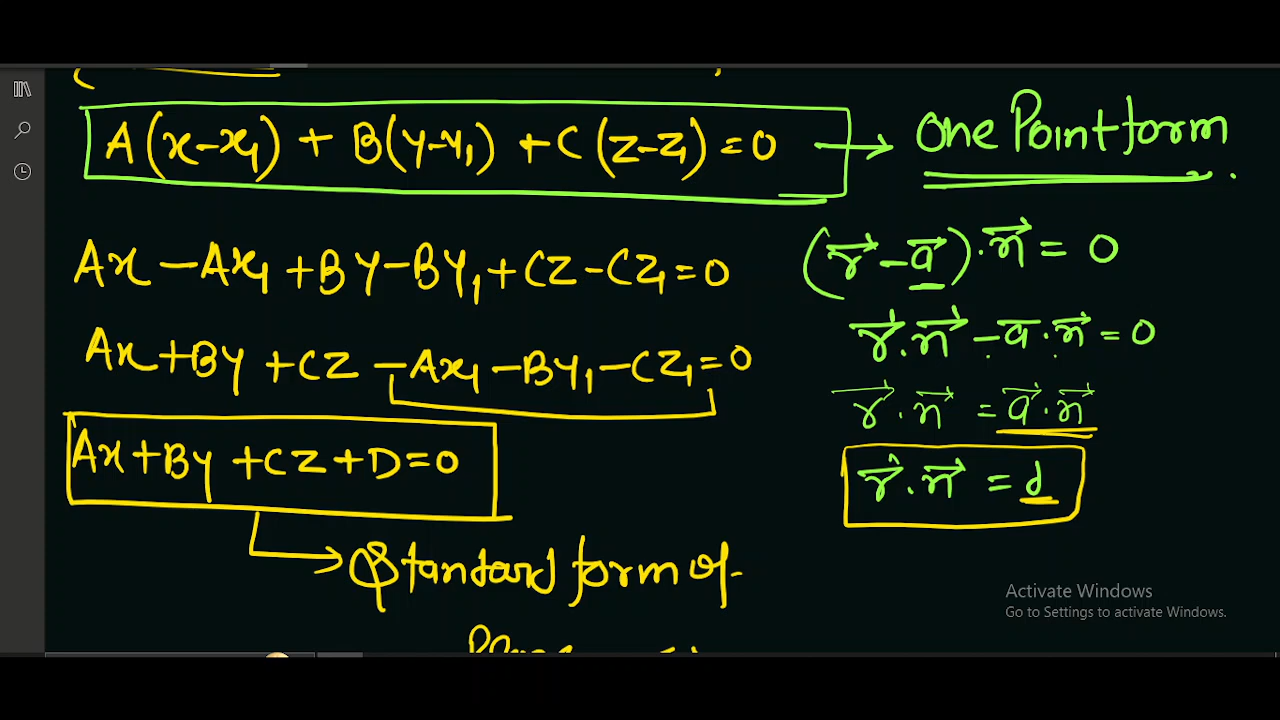 A(x-x₁) + B(y-y₁) + C(z-z₁) = 0 → One Point form
Ax - Ax₁ + By - By₁ + Cz - Cz₁ = 0
Ax + By + Cz - Ax₁ - By₁ - Cz₁ = 0
Ax + By + Cz + D = 0
Standard form of
(r⃗ - a⃗)·n⃗ = 0
r⃗·n⃗ - a⃗·n⃗ = 0
r⃗·n⃗ = a⃗·n⃗
r⃗·n⃗ = d
Activate Windows
Go to Settings to activate Windows.